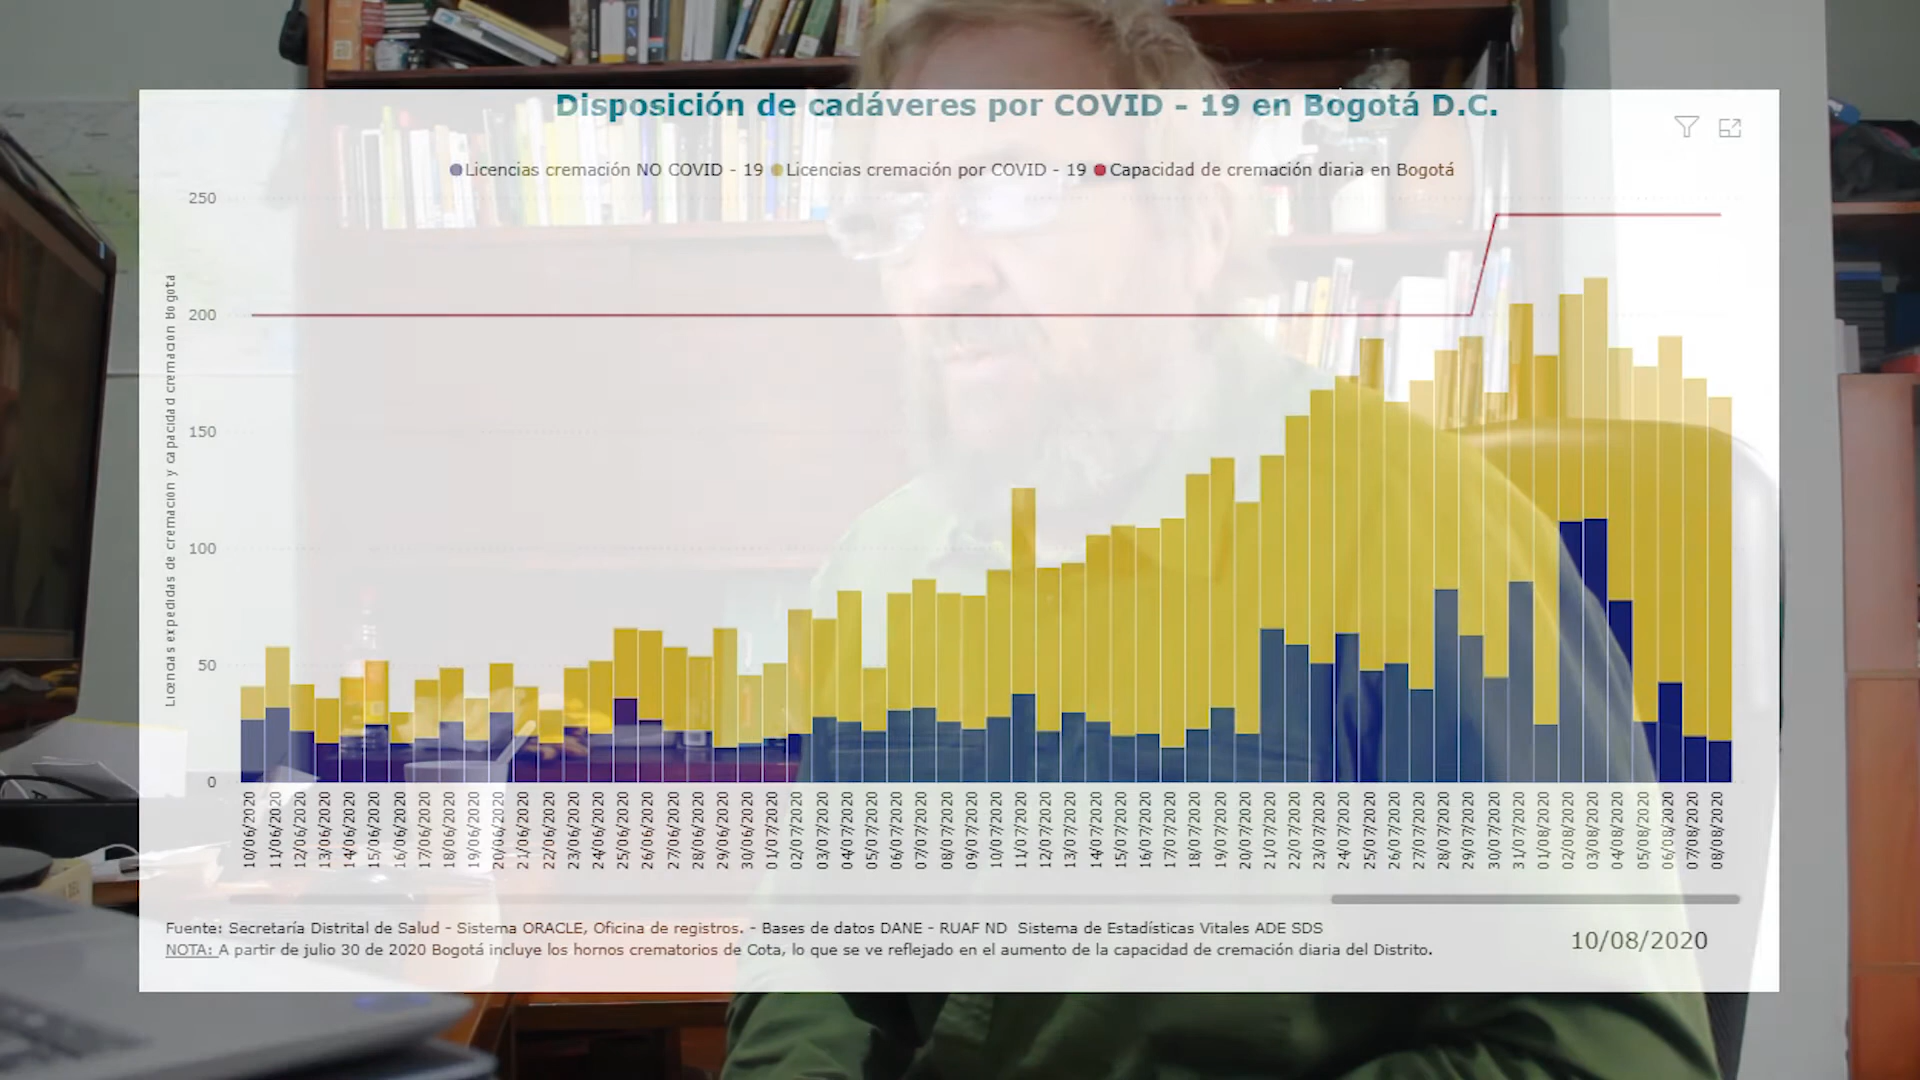 Disposición de cadáveres por COVID - 19 en Bogotá D.C.
Licencias cremación NO COVID - 19 Licencias cremación por COVID - 19 Capacidad de cremación diaria en Bogotá
Licencias expedidas de cremación y capacidad cremación Bogotá
250
200
150
100
50
0
10/06/2020 11/06/2020 12/06/2020 13/06/2020 14/06/2020 15/06/2020 16/06/2020 17/06/2020 18/06/2020 19/06/2020 20/06/2020 21/06/2020 22/06/2020 23/06/2020 24/06/2020 25/06/2020 26/06/2020 27/06/2020 28/06/2020 29/06/2020 30/06/2020 01/07/2020 02/07/2020 03/07/2020 04/07/2020 05/07/2020 06/07/2020 07/07/2020 08/07/2020 09/07/2020 10/07/2020 11/07/2020 12/07/2020 13/07/2020 14/07/2020 15/07/2020 16/07/2020 17/07/2020 18/07/2020 19/07/2020 20/07/2020 21/07/2020 22/07/2020 23/07/2020 24/07/2020 25/07/2020 26/07/2020 27/07/2020 28/07/2020 29/07/2020 30/07/2020 31/07/2020 01/08/2020 02/08/2020 03/08/2020 04/08/2020 05/08/2020 06/08/2020 07/08/2020 08/08/2020
Fuente: Secretaría Distrital de Salud - Sistema ORACLE, Oficina de registros. - Bases de datos DANE - RUAF ND Sistema de Estadísticas Vitales ADE SDS
NOTA: A partir de julio 30 de 2020 Bogotá incluye los hornos crematorios de Cota, lo que se ve reflejado en el aumento de la capacidad de cremación diaria del Distrito.
10/08/2020